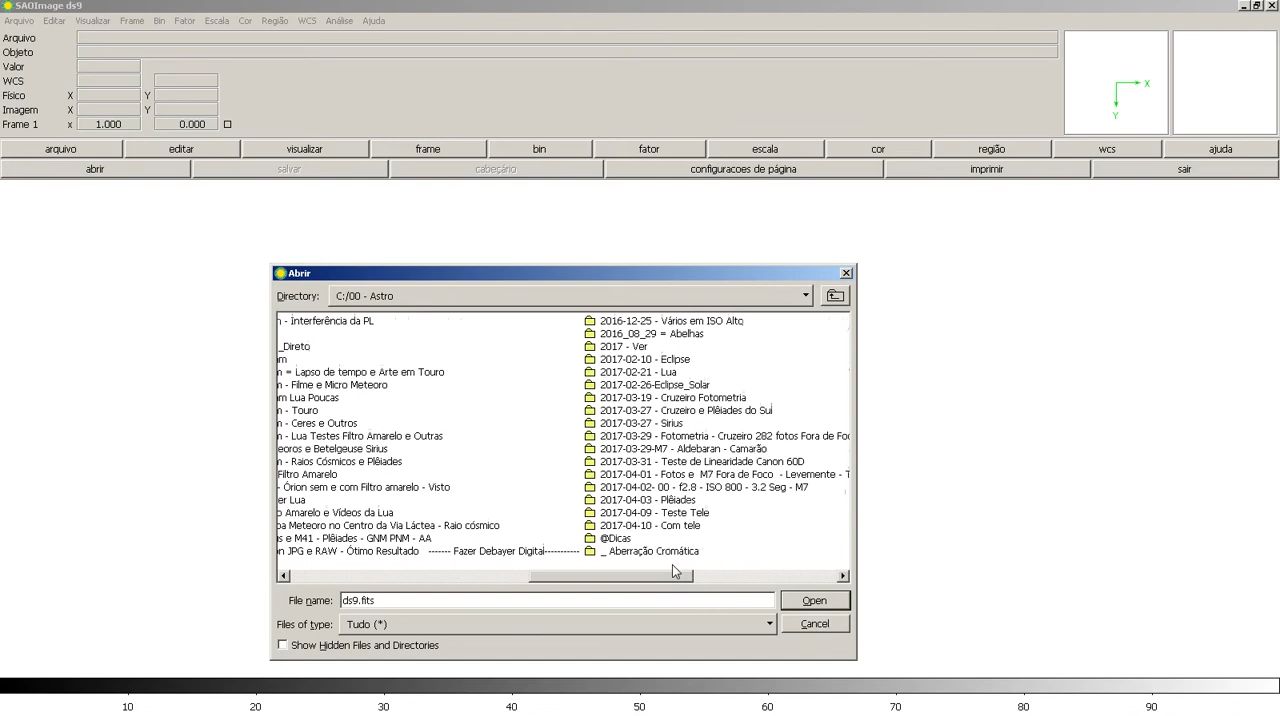 SAOImage ds9
Arquivo Editar Visualizar Frame Bin Fator Escala Cor Região WCS Análise Ajuda
Arquivo
Objeto
Valor
WCS
Físico X Y
Imagem X Y
Frame 1 x 1.000 0.000
X
Y
arquivo editar visualizar frame bin fator escala cor região wcs ajuda
abrir salvar cabeçário configuracoes de página imprimir sair
Abrir
Directory: C:/00 - Astro
- Interferência da PL
_Direto
= Lapso de tempo e Arte em Touro
- Filme e Micro Meteoro
Lua Poucas
- Touro
- Ceres e Outros
- Lua Testes Filtro Amarelo e Outras
e Betelgeuse Sirius
- Raios Cósmicos e Plêiades
Filtro Amarelo
- Órion sem e com Filtro amarelo - Visto
Lua
Amarelo e Vídeos da Lua
Meteoro no Centro da Via Láctea - Raio cósmico
e M41 - Plêiades - GNM PNM - AA
JPG e RAW - Ótimo Resultado ------- Fazer Debayer Digital-----------
2016-12-25 - Vários em ISO Alto
2016_08_29 = Abelhas
2017 - Ver
2017-02-10 - Eclipse
2017-02-21 - Lua
2017-02-26-Eclipse_Solar
2017-03-19 - Cruzeiro Fotometria
2017-03-27 - Cruzeiro e Plêiades do Sul
2017-03-27 - Sirius
2017-03-29 - Fotometria - Cruzeiro 282 fotos Fora de
2017-03-29-M7 - Aldebaran - Camarão
2017-03-31 - Teste de Linearidade Canon 60D
2017-04-01 - Fotos e M7 Fora de Foco - Levemente -
2017-04-02- 00 - f2.8 - ISO 800 - 3.2 Seg - M7
2017-04-03 - Plêiades
2017-04-09 - Teste Tele
2017-04-10 - Com tele
@Dicas
_ Aberração Cromática
File name: ds9.fits Open
Files of type: Tudo (*) Cancel
Show Hidden Files and Directories
10 20 30 40 50 60 70 80 90